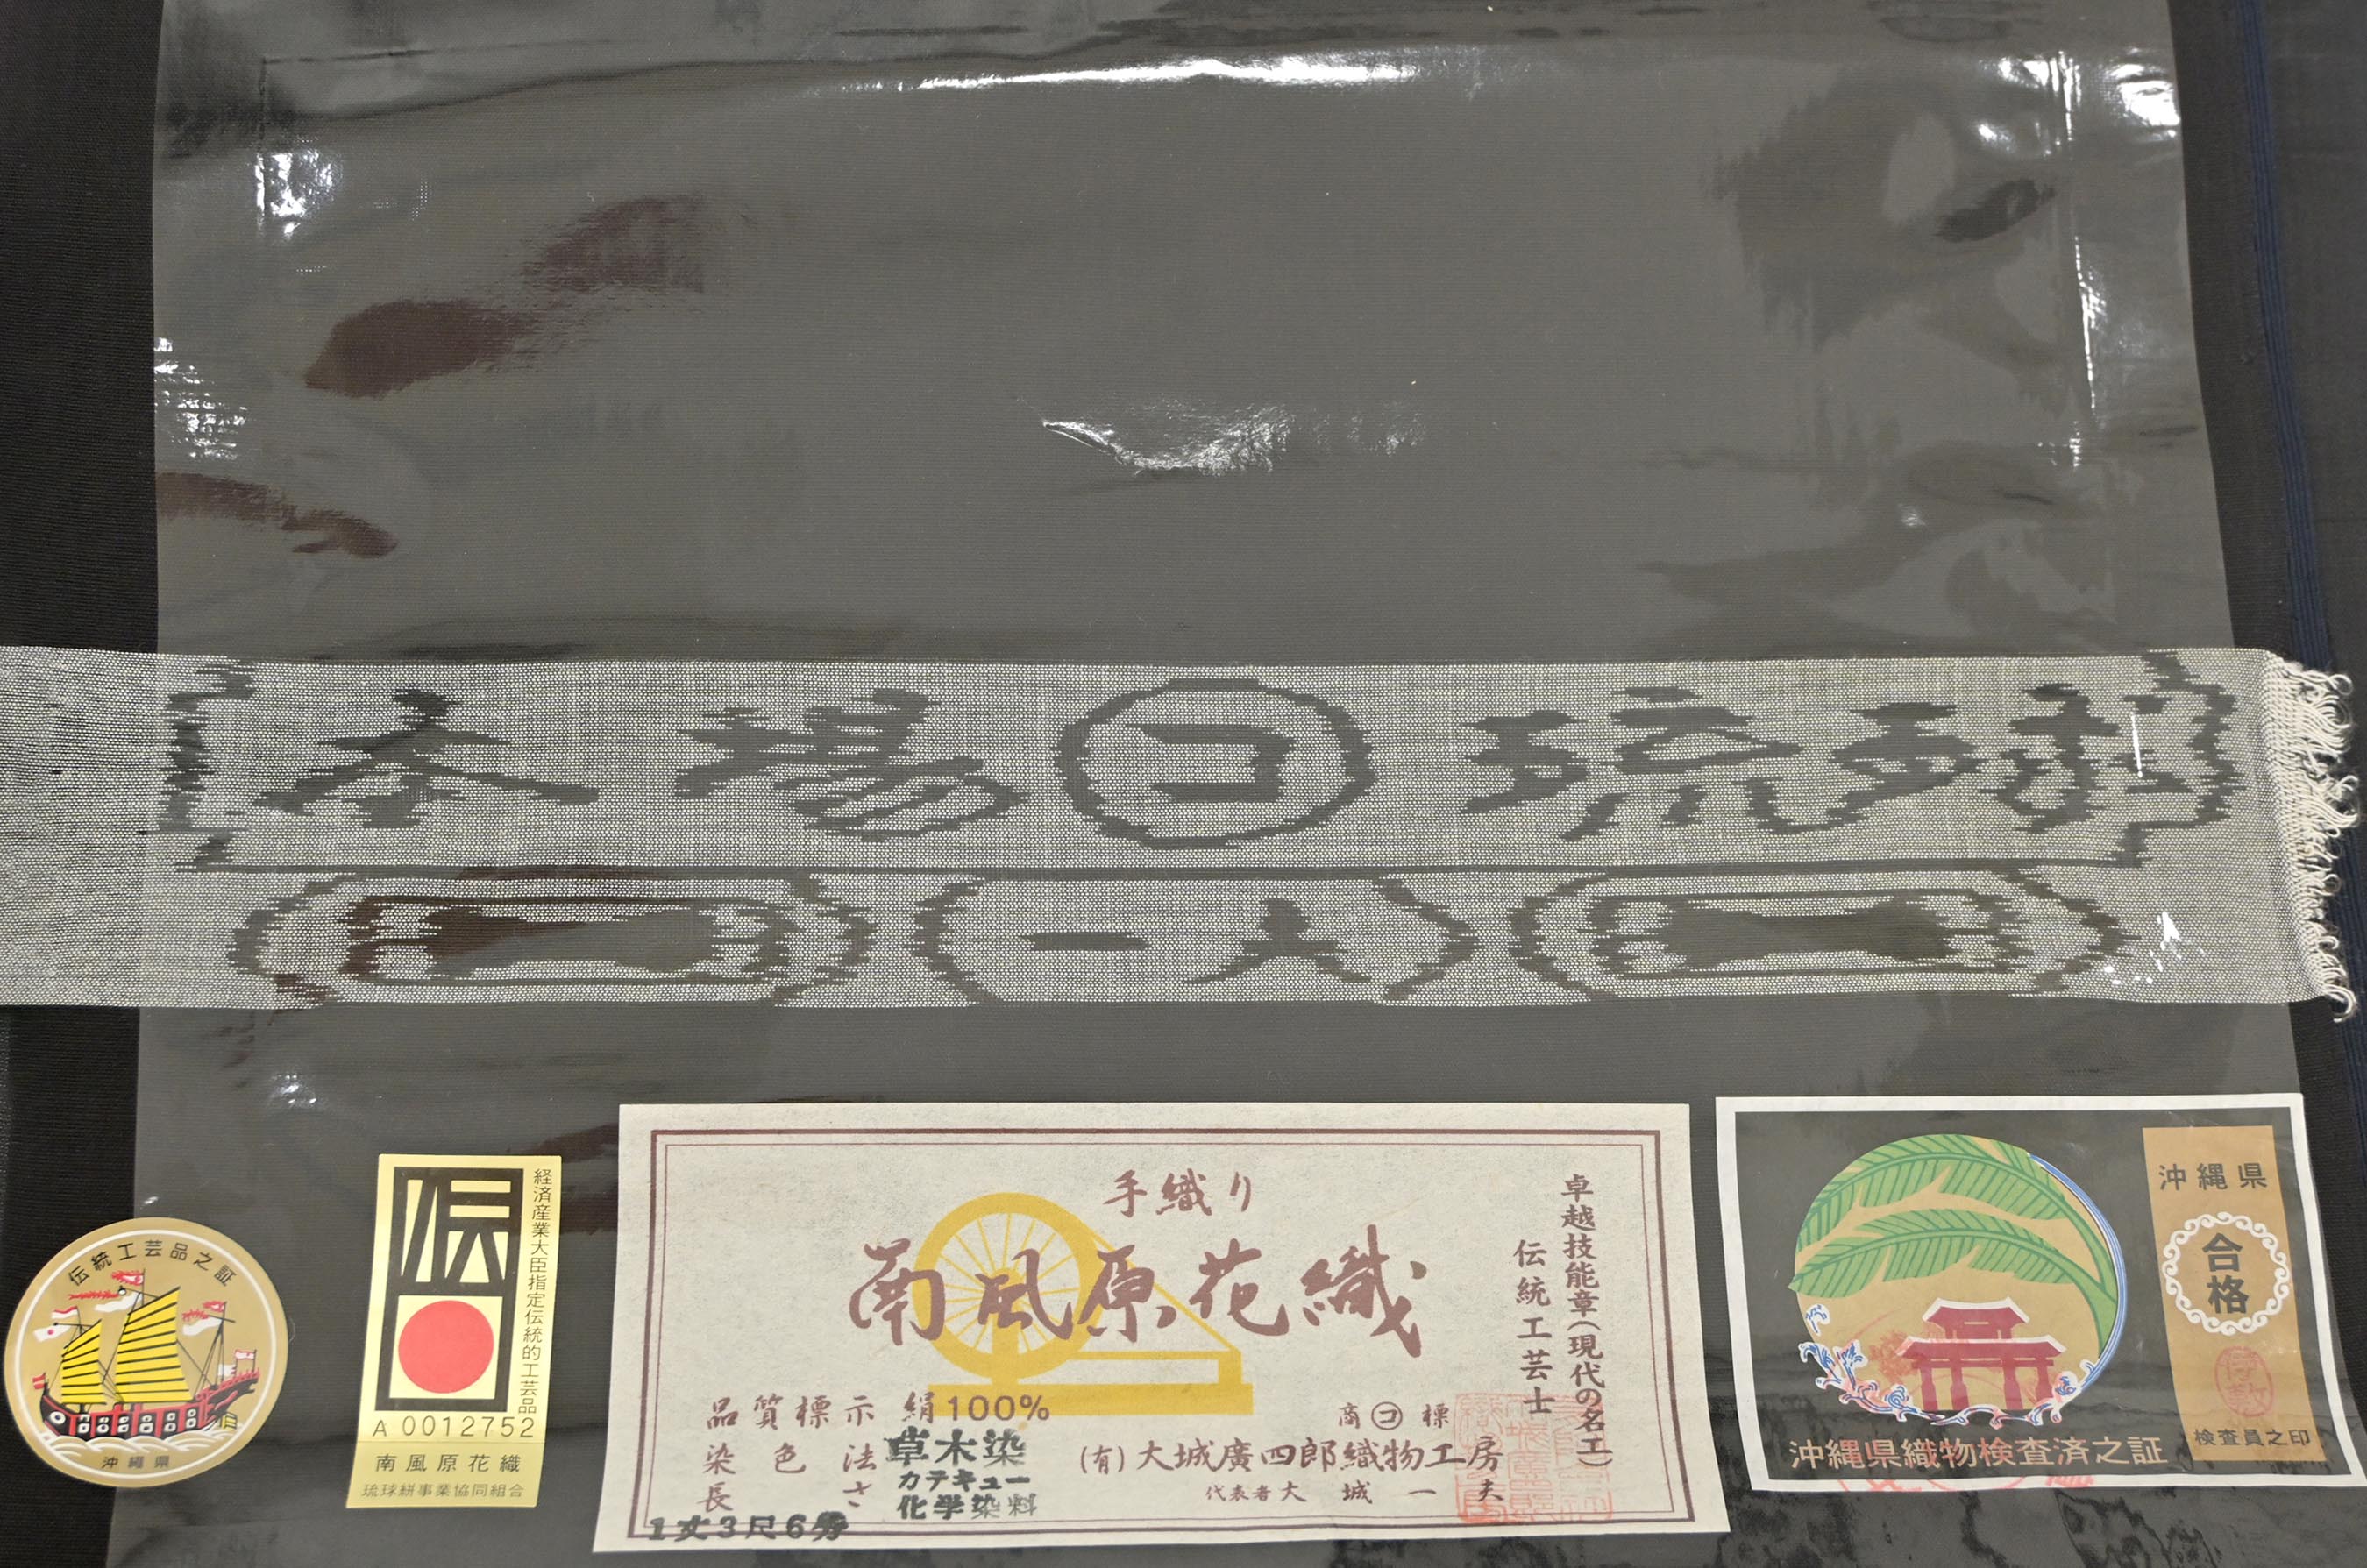 本場 コ 琉球
一 大
伝統工芸品之証
沖縄県
伝
経済産業大臣指定伝統的工芸品
A 0012752
南風原花織
琉球絣事業協同組合
手織り
南風原花織
卓越技能章(現代の名工)
伝統工芸士
品質標示 絹100%
染色法 草木染
カテキュー
化学染料
長さ
1丈3尺6分
商コ標
(有)大城廣四郎織物工房
代表者 大城一夫
沖縄県
合格
検査員之印
沖縄県織物検査済之証